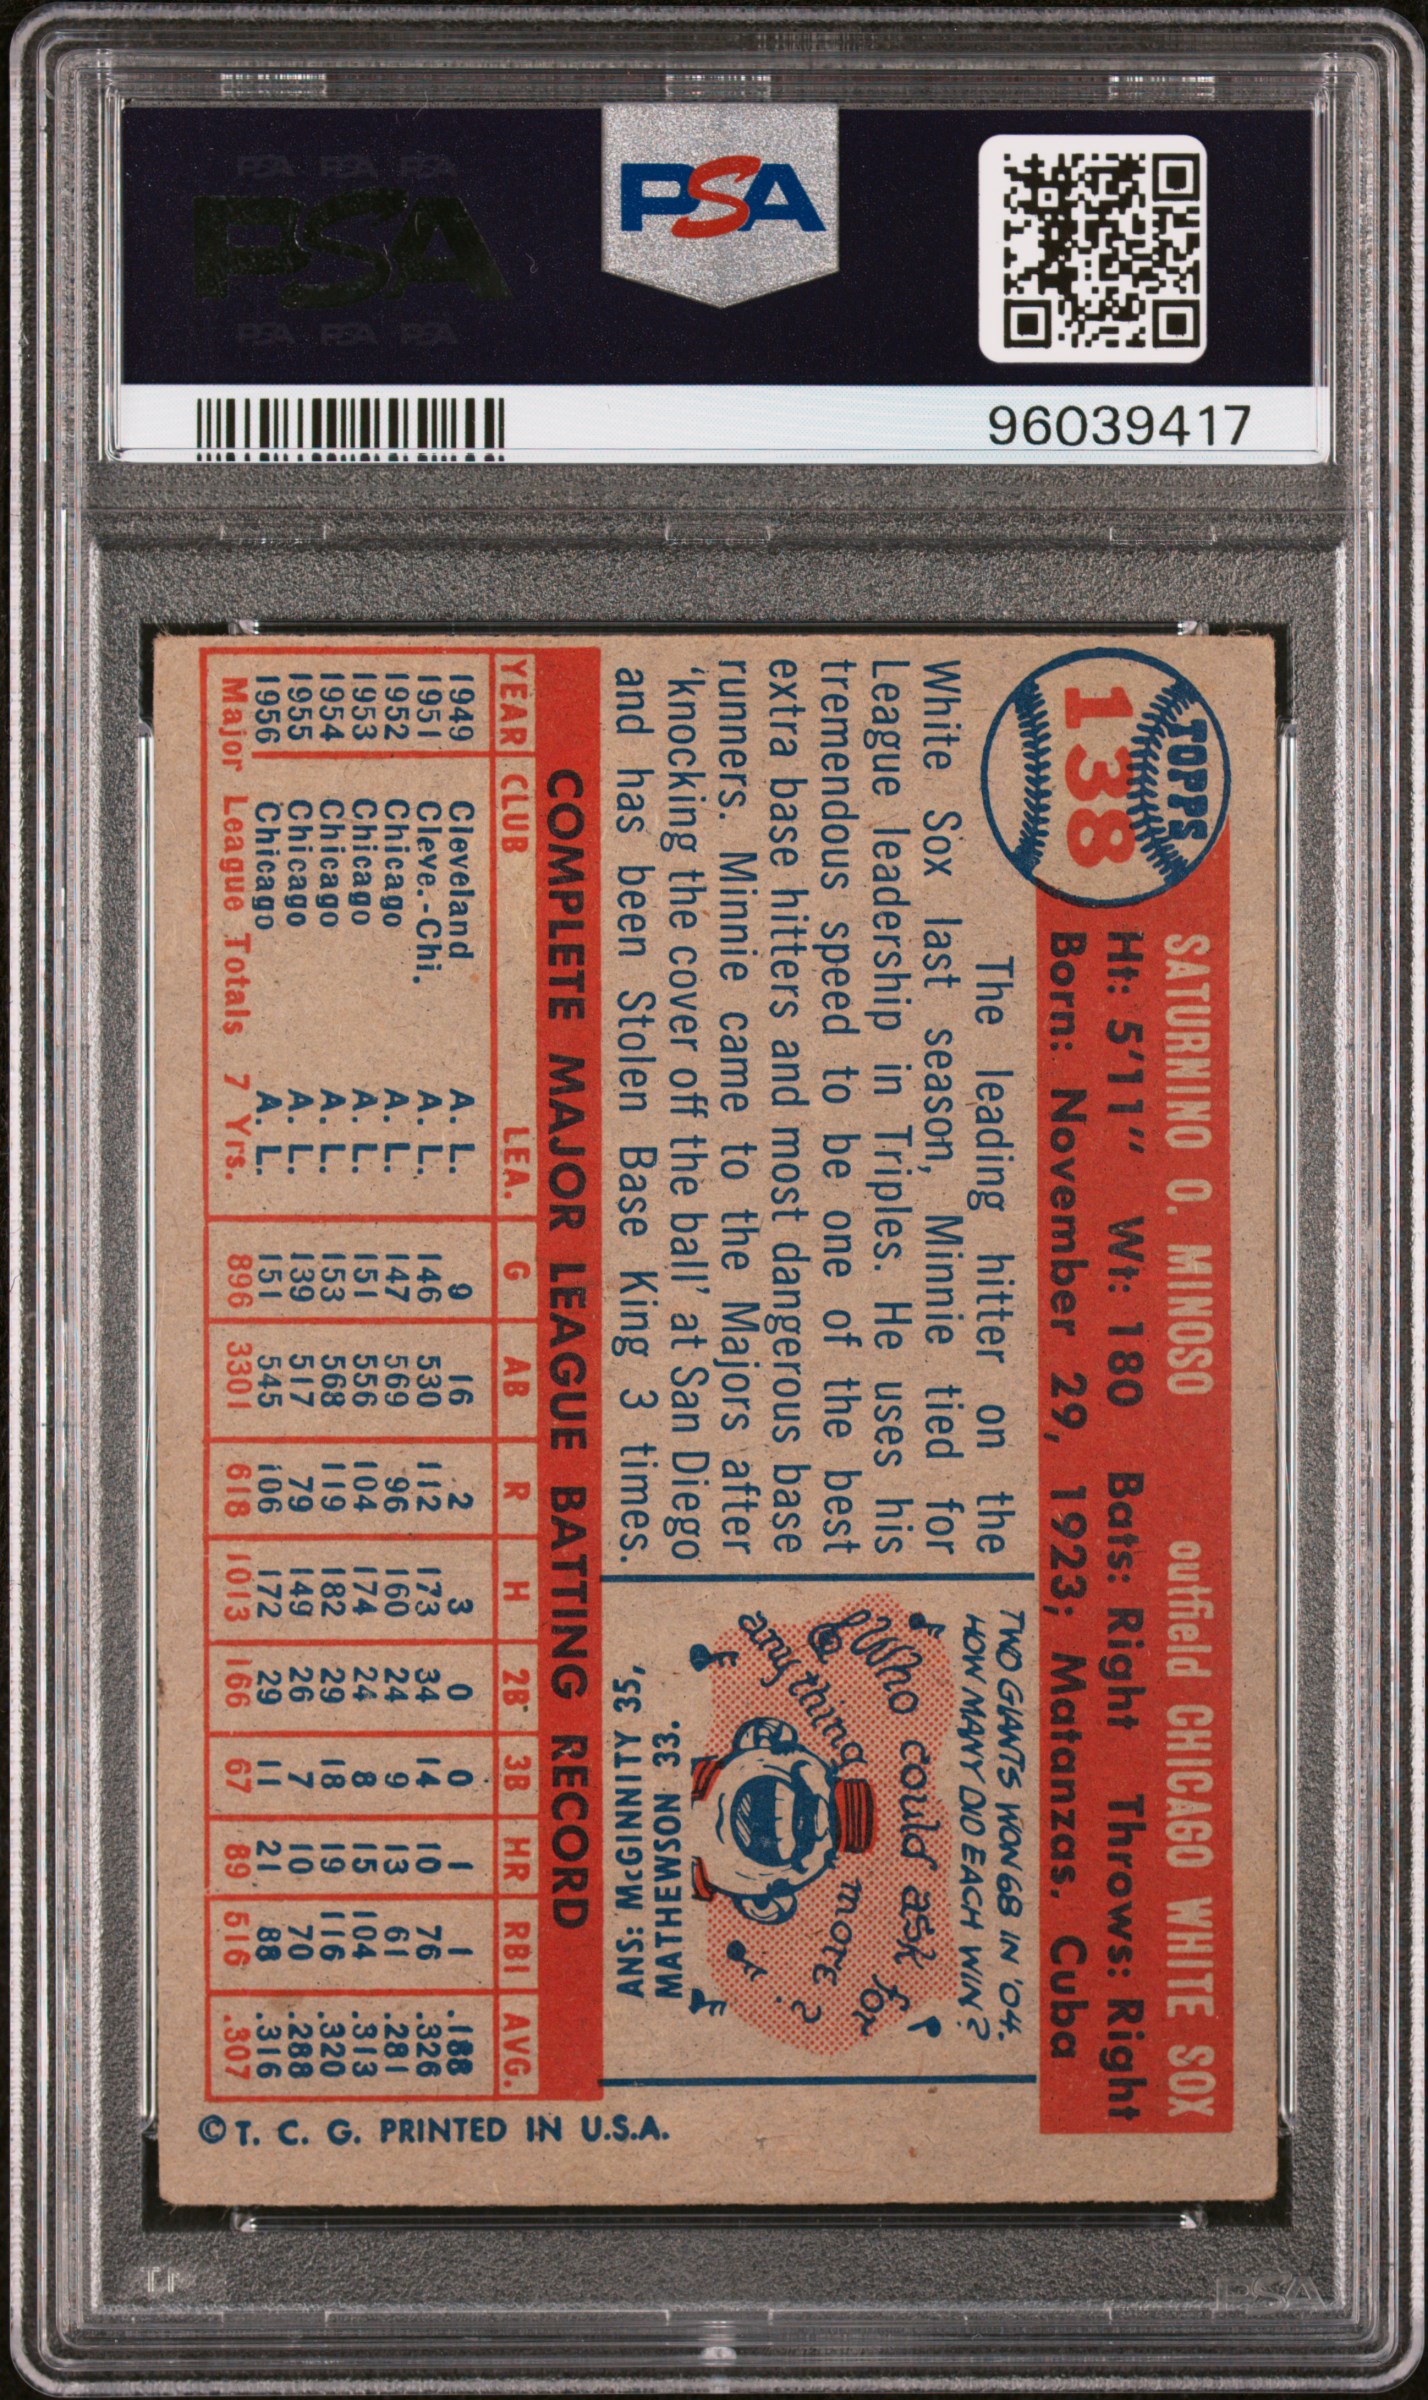 PSA PSA PSA
PSA
PSA PSA PSA
PSA
96039417
TOPPS
138
SATURNINO O. MINOSO outfield CHICAGO WHITE SOX
Ht: 5'11" Wt: 180 Bats: Right Throws: Right
Born: November 29, 1923; Matanzas, Cuba
The leading hitter on the
White Sox last season, Minnie tied for
League leadership in Triples. He uses his
tremendous speed to be one of the best
extra base hitters and most dangerous base
runners. Minnie came to the Majors after
'knocking the cover off the ball' at San Diego
and has been Stolen Base King 3 times.
TWO GIANTS WON 68 IN '04.
HOW MANY DID EACH WIN?
Who could ask for
anything more?
ANS: McGINNITY 35,
MATHEWSON 33.
COMPLETE MAJOR LEAGUE BATTING RECORD
YEAR CLUB LEA. G AB R H 2B 3B HR RBI AVG.
1949 Cleveland A. L. 9 16 2 3 0 0 1 1 .188
1951 Cleve.-Chi. A. L. 146 530 112 173 34 14 10 76 .326
1952 Chicago A. L. 147 569 96 160 24 9 13 61 .281
1953 Chicago A. L. 151 556 104 174 24 8 15 104 .313
1954 Chicago A. L. 153 568 119 182 29 18 19 116 .320
1955 Chicago A. L. 139 517 79 149 26 7 10 70 .288
1956 Chicago A. L. 151 545 106 172 29 11 21 88 .316
Major League Totals 7 Yrs. 896 3301 618 1013 166 67 89 516 .307
©T. C. G. PRINTED IN U.S.A.
PSA